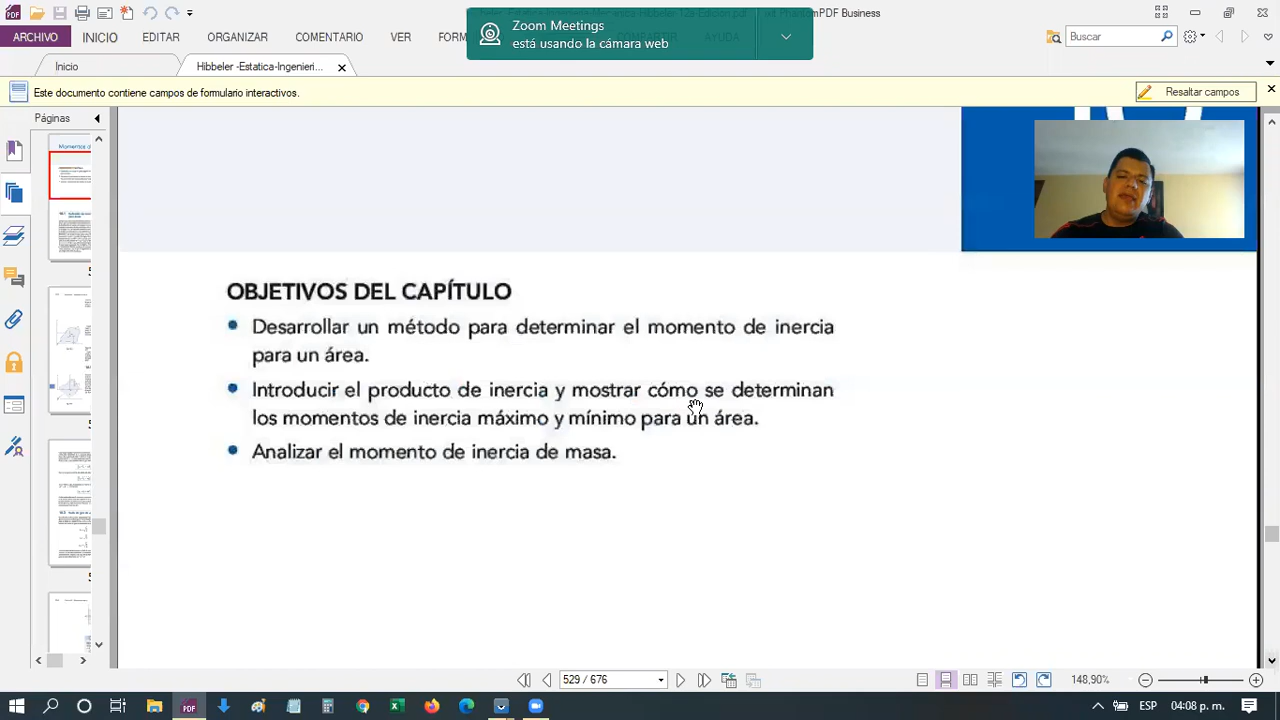 Zoom Meetings
está usando la cámara web
PDF Business
ARCHIVO INICIO EDITAR ORGANIZAR COMENTARIO VER AYUDA
Buscar
Inicio
Hibbeler -Estatica-Ingenieri...
Este documento contiene campos de formulario interactivos.
Resaltar campos
Páginas
OBJETIVOS DEL CAPÍTULO
• Desarrollar un método para determinar el momento de inercia
para un área.
• Introducir el producto de inercia y mostrar cómo se determinan
los momentos de inercia máximo y mínimo para un área.
• Analizar el momento de inercia de masa.
529 / 676
148,90%
ESP
04:08 p. m.